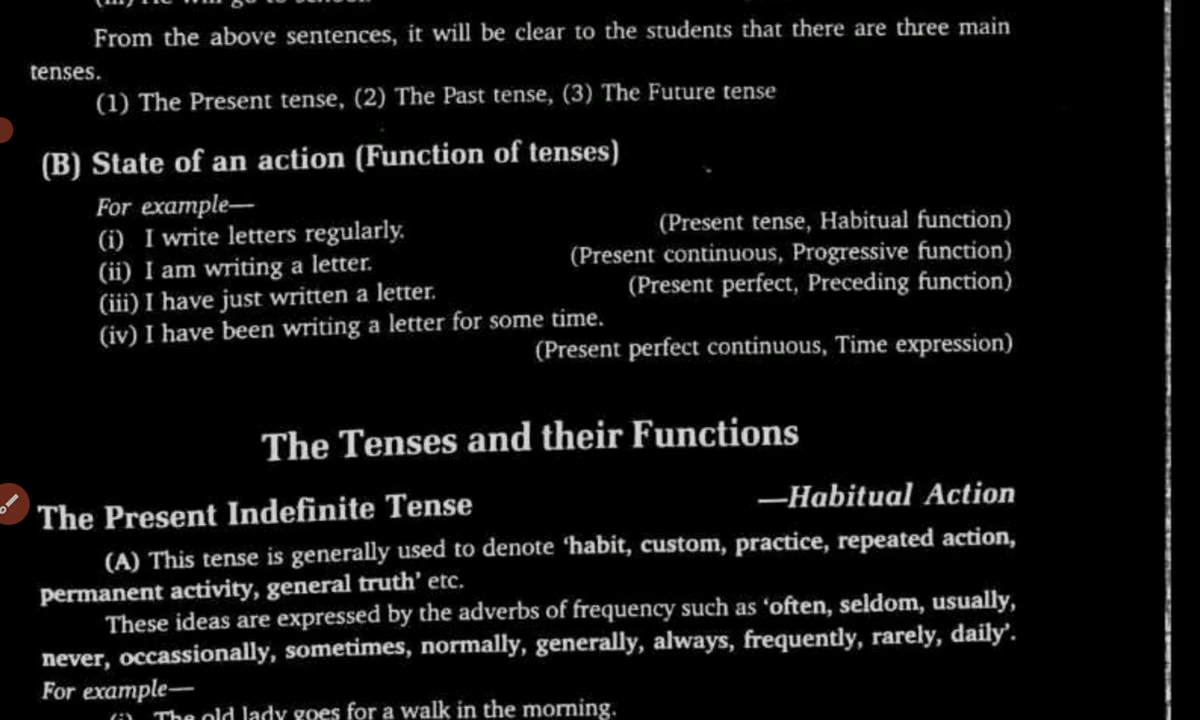 (iii) He will go to school.
From the above sentences, it will be clear to the students that there are three main
tenses.
(1) The Present tense, (2) The Past tense, (3) The Future tense
(B) State of an action (Function of tenses)
For example—
(i) I write letters regularly. (Present tense, Habitual function)
(ii) I am writing a letter. (Present continuous, Progressive function)
(iii) I have just written a letter. (Present perfect, Preceding function)
(iv) I have been writing a letter for some time.
(Present perfect continuous, Time expression)
The Tenses and their Functions
The Present Indefinite Tense —Habitual Action
(A) This tense is generally used to denote ‘habit, custom, practice, repeated action,
permanent activity, general truth’ etc.
These ideas are expressed by the adverbs of frequency such as ‘often, seldom, usually,
never, occassionally, sometimes, normally, generally, always, frequently, rarely, daily’.
For example—
(i) The old lady goes for a walk in the morning.